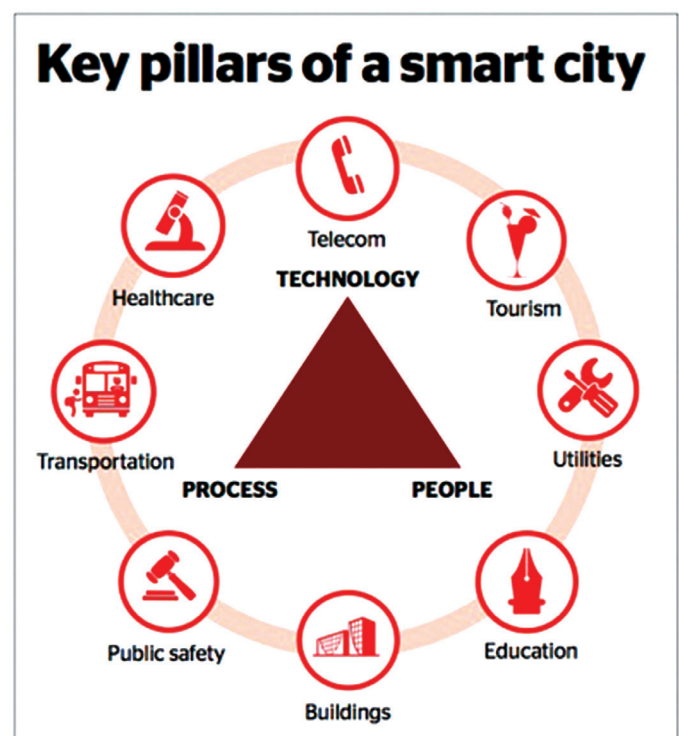 Key pillars of a smart city
Telecom
TECHNOLOGY
Healthcare
Tourism
Transportation
Utilities
PROCESS
PEOPLE
Public safety
Education
Buildings